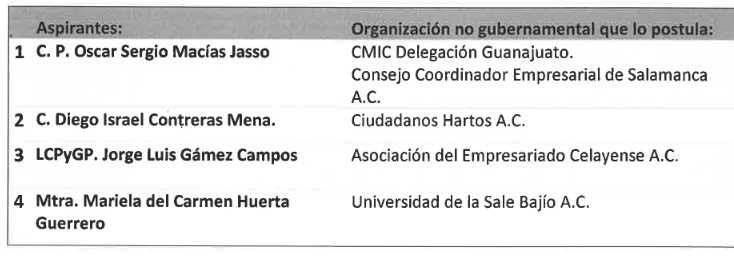 Aspirantes: Organización no gubernamental que lo postula:
1 C. P. Oscar Sergio Macías Jasso CMIC Delegación Guanajuato.
Consejo Coordinador Empresarial de Salamanca
A.C.
2 C. Diego Israel Contreras Mena. Ciudadanos Hartos A.C.
3 LCPyGP. Jorge Luis Gámez Campos Asociación del Empresariado Celayense A.C.
4 Mtra. Mariela del Carmen Huerta Universidad de la Sale Bajío A.C.
Guerrero